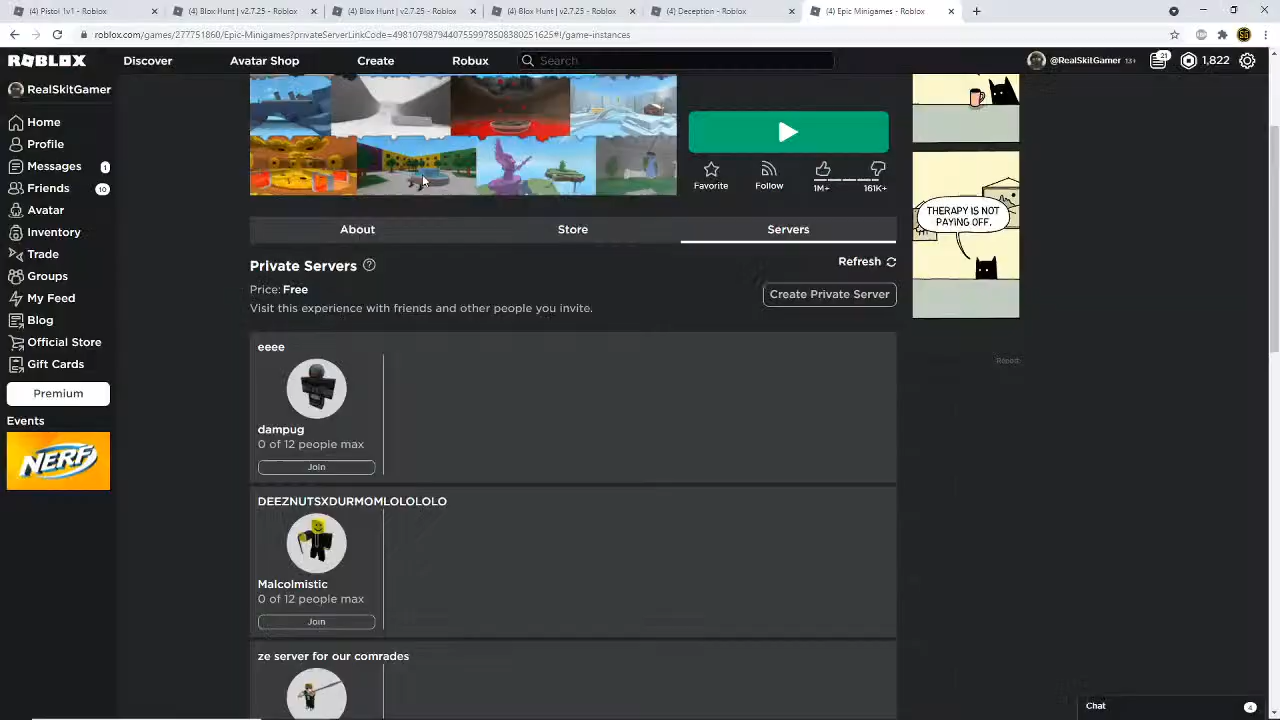 (4) Pistol 1v1 - Roblox
(4) Blox Hunt | v2.7.25 - Roblox
(4) Blox Hunt | v2.7.25 - Roblox
(4) Blox Hunt | v2.7.25 - Roblox
(4) Deception - Roblox
(4) Epic Minigames - Roblox
roblox.com/games/277751860/Epic-Minigames?privateServerLinkCode=49810798794407559978508380251625#!/game-instances
SG
ROBLOX
Discover
Avatar Shop
Create
Robux
Search
@RealSkitGamer 13+
21
1,822
RealSkitGamer
Home
Profile
Messages 1
Friends 10
Avatar
Inventory
Trade
Groups
My Feed
Blog
Official Store
Gift Cards
Premium
Events
NERF
Favorite
Follow
1M+
161K+
About
Store
Servers
Private Servers
Refresh
Price: Free
Create Private Server
Visit this experience with friends and other people you invite.
eeee
dampug
0 of 12 people max
Join
DEEZNUTSXDURMOMLOLOLOLO
Malcolmistic
0 of 12 people max
Join
ze server for our comrades
THERAPY IS NOT
PAYING OFF.
Report
Chat
4